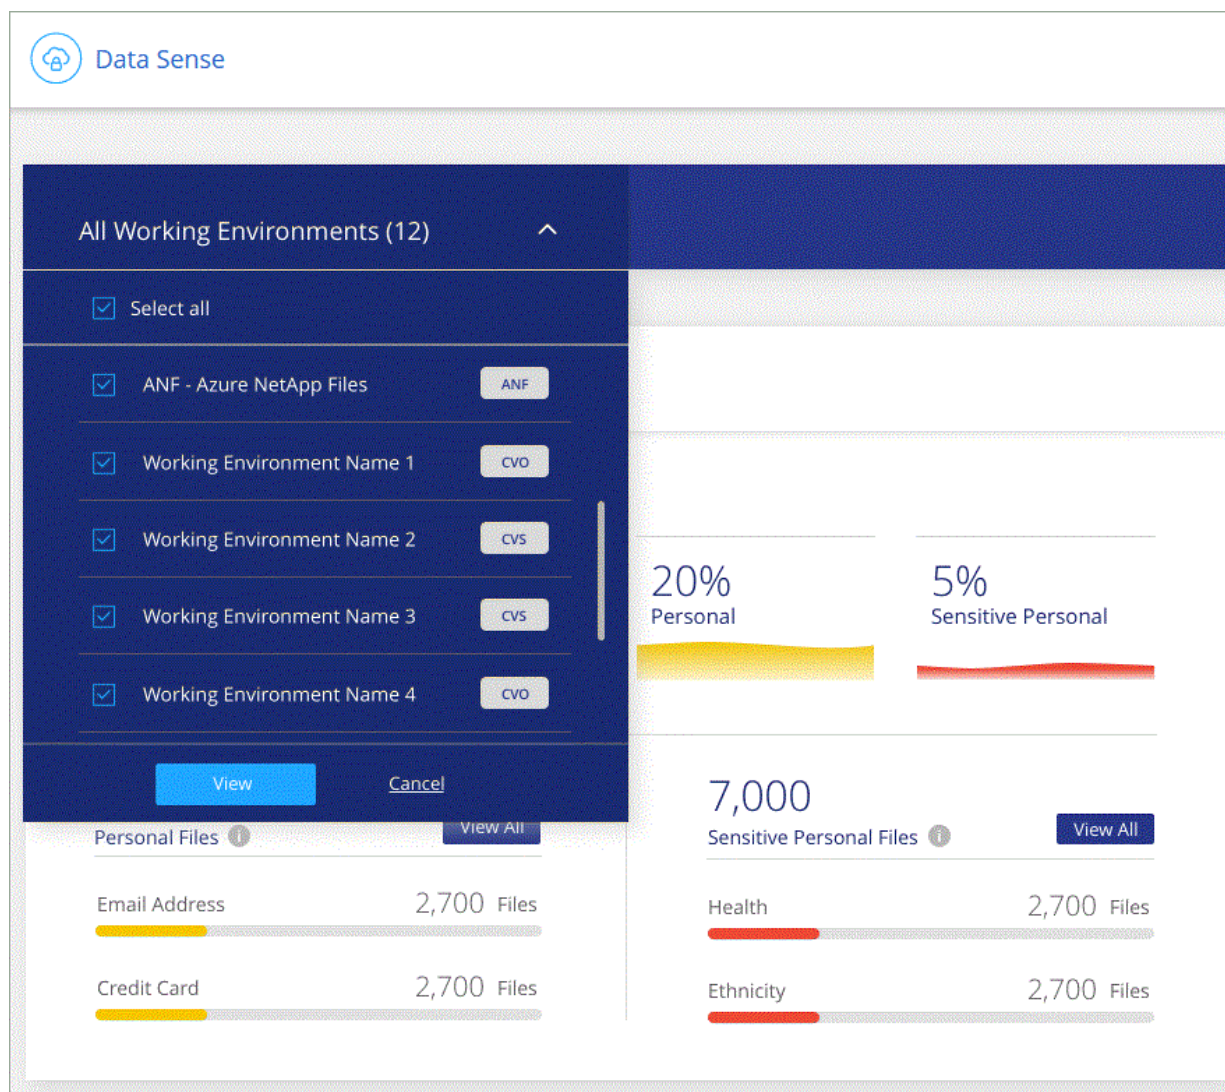 Data Sense
All Working Environments (12)
Select all
ANF - Azure NetApp Files ANF
Working Environment Name 1 CVO
Working Environment Name 2 CVS
Working Environment Name 3 CVS
Working Environment Name 4 CVO
View Cancel
20%
Personal
5%
Sensitive Personal
Personal Files View All
Email Address 2,700 Files
Credit Card 2,700 Files
7,000
Sensitive Personal Files View All
Health 2,700 Files
Ethnicity 2,700 Files